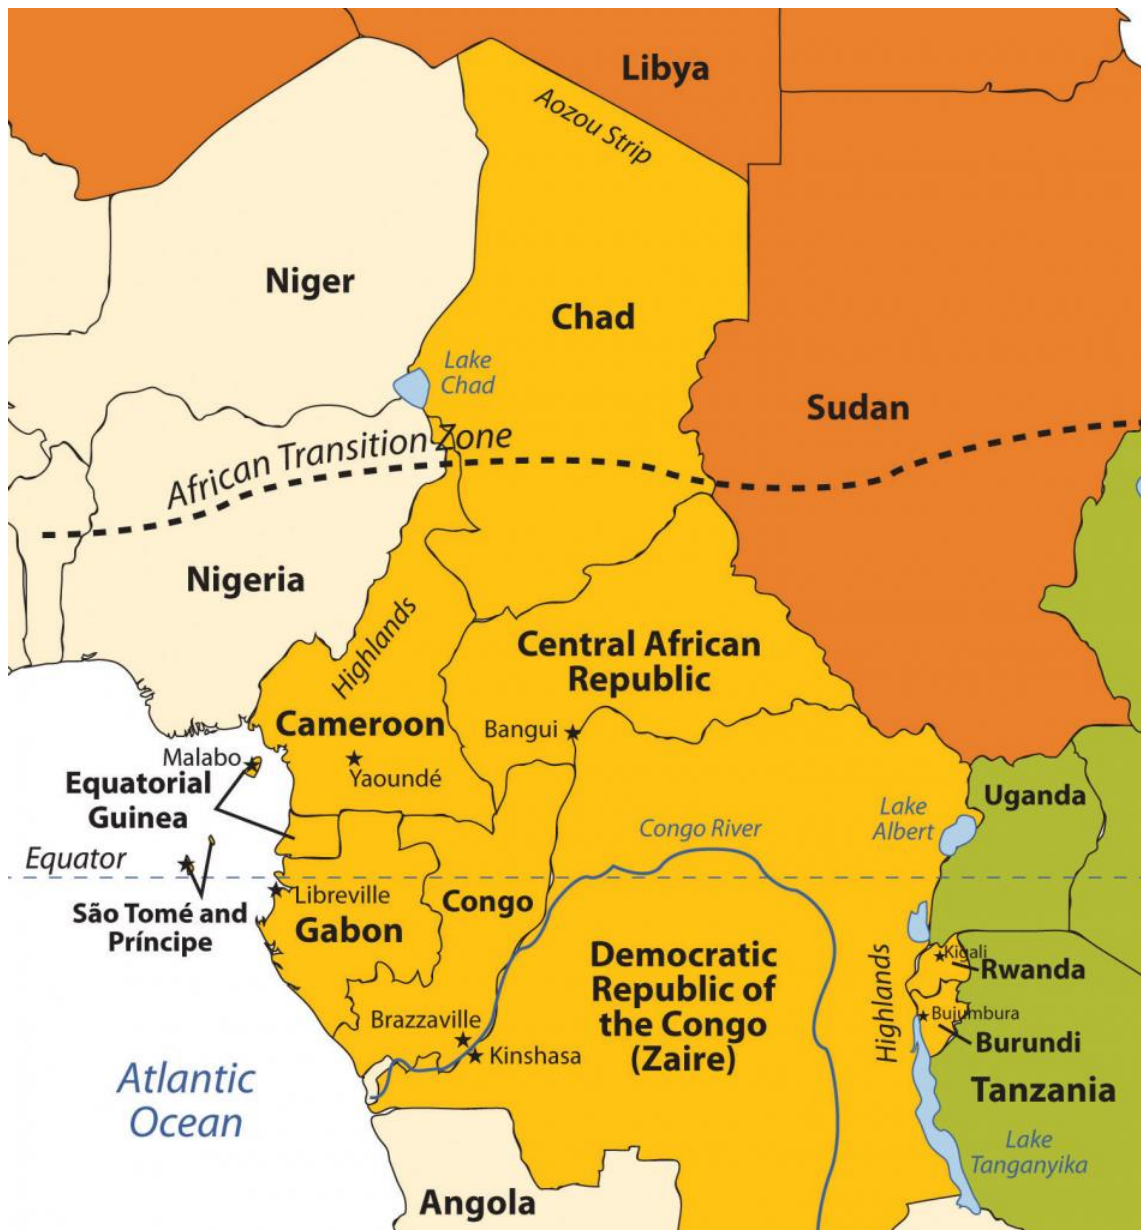 Libya
Aozou Strip
Niger
Chad
Lake
Chad
Sudan
African Transition Zone
Nigeria
Highlands
Central African
Republic
Cameroon
Bangui
Malabo
Yaoundé
Equatorial
Guinea
Uganda
Lake
Albert
Congo River
Equator
Libreville
Congo
São Tomé and
Príncipe
Gabon
Democratic
Republic of
the Congo
(Zaire)
Highlands
Kigali
Rwanda
Brazzaville
Kinshasa
Bujumbura
Burundi
Atlantic
Ocean
Tanzania
Lake
Tanganyika
Angola